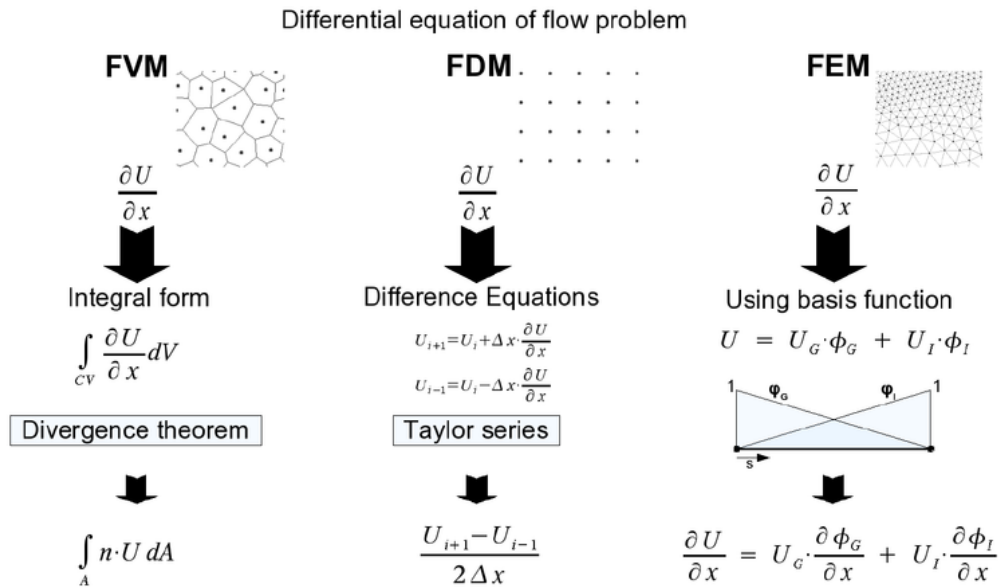 Differential equation of flow problem
FVM
∂U/∂x
Integral form
∫_CV ∂U/∂x dV
Divergence theorem
∫_A n·U dA
FDM
∂U/∂x
Difference Equations
U_{i+1}=U_i+Δx·∂U/∂x
U_{i-1}=U_i−Δx·∂U/∂x
Taylor series
U_{i+1}−U_{i-1}/2Δx
FEM
∂U/∂x
Using basis function
U = U_G·ϕ_G + U_I·ϕ_I
1 φ_G φ_I 1
s
∂U/∂x = U_G·∂ϕ_G/∂x + U_I·∂ϕ_I/∂x